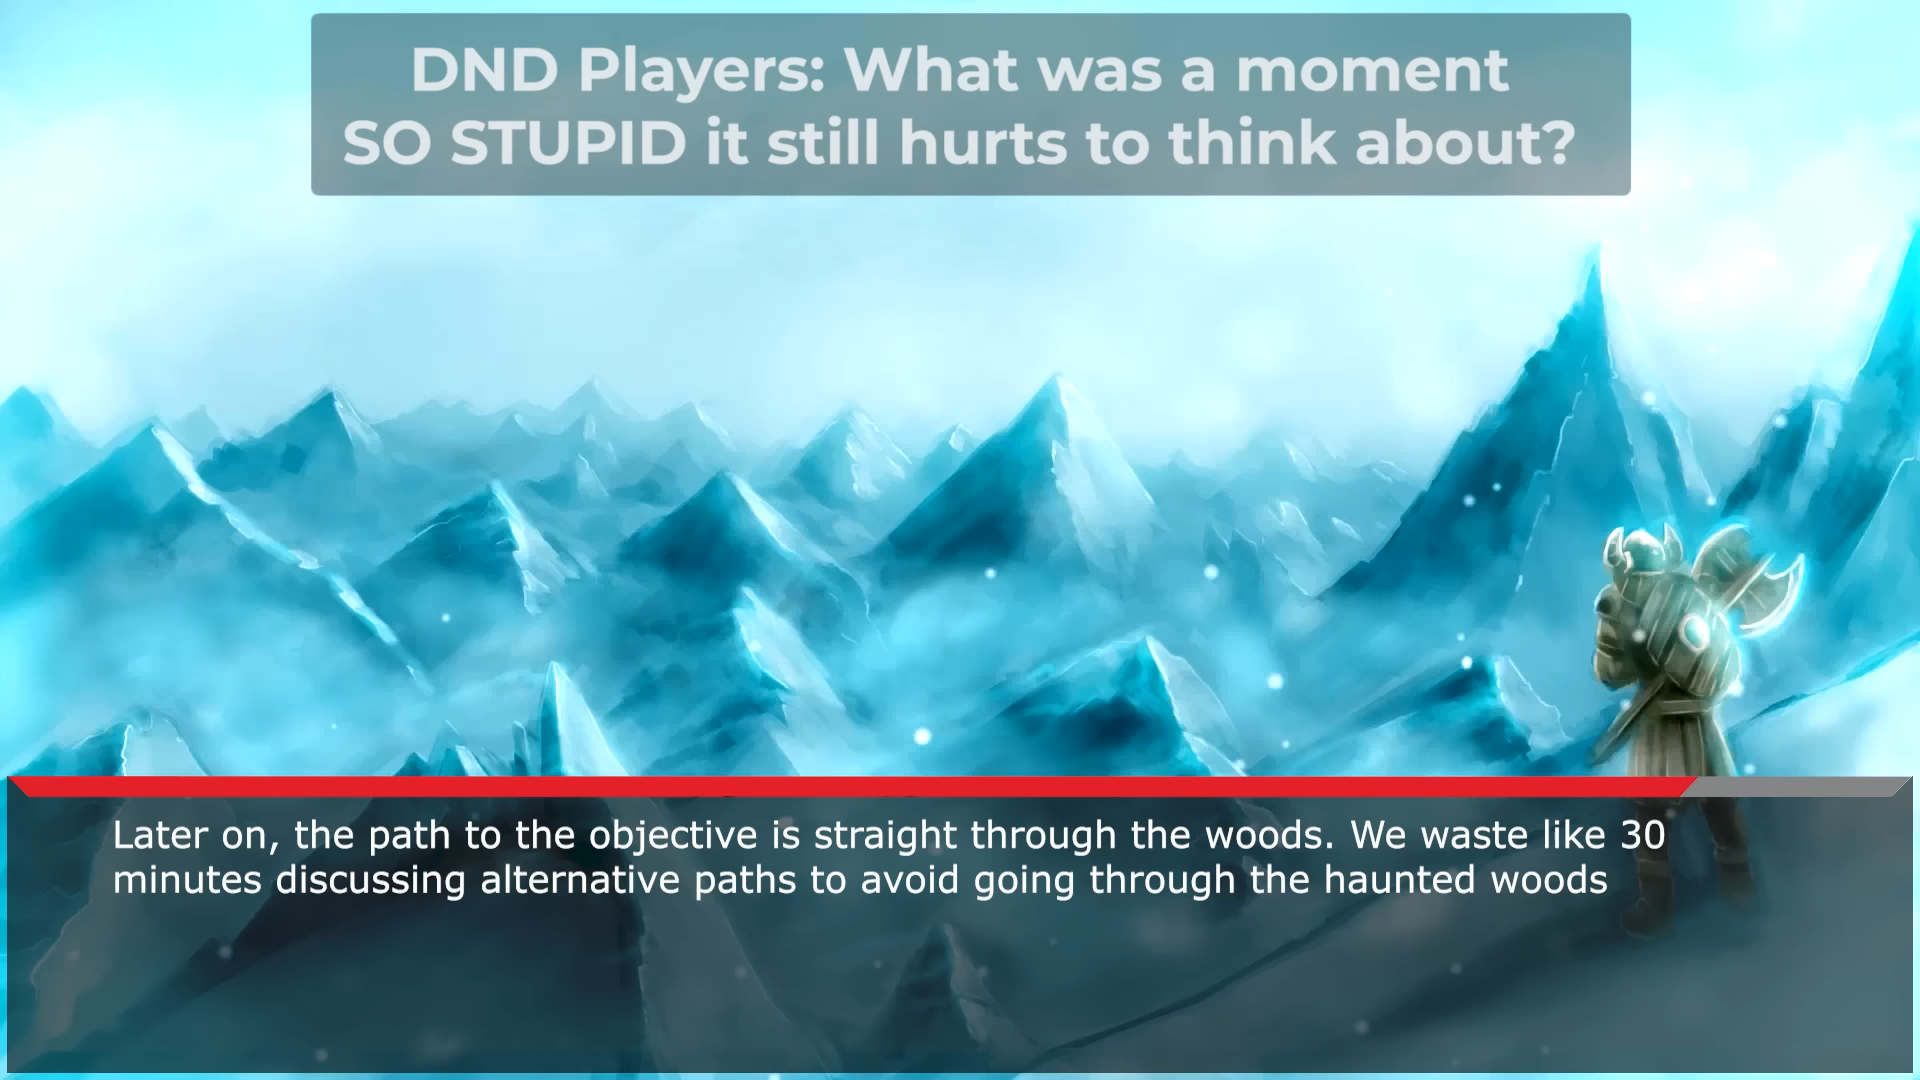 DND Players: What was a moment
SO STUPID it still hurts to think about?
Later on, the path to the objective is straight through the woods. We waste like 30
minutes discussing alternative paths to avoid going through the haunted woods